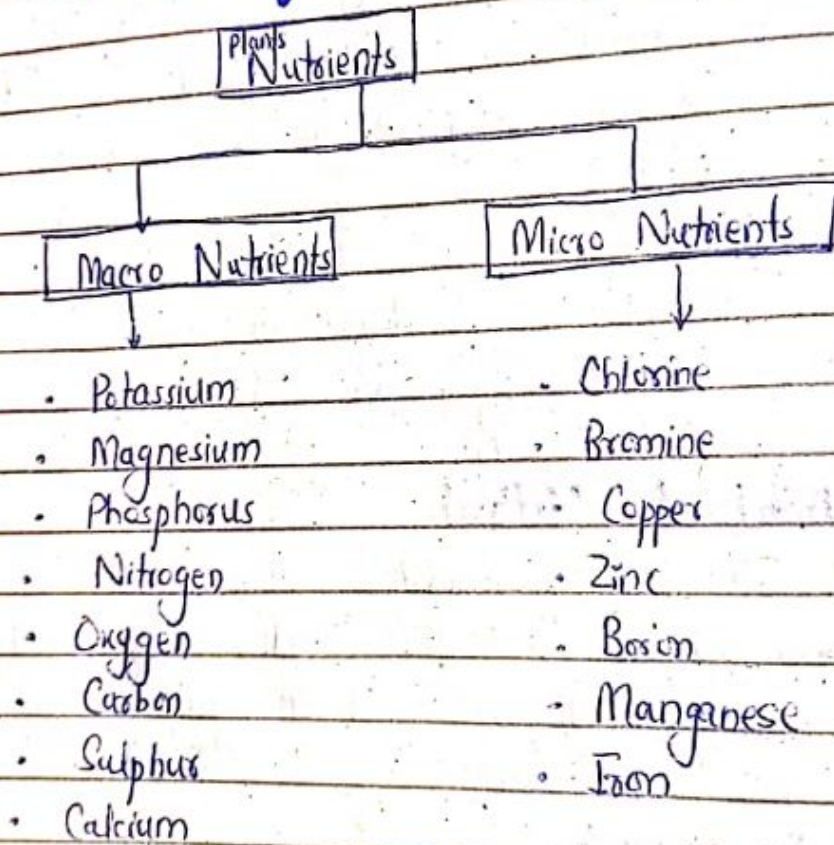 Plants
Nutrients
Macro Nutrients
Micro Nutrients
• Potassium
• Magnesium
• Phosphorus
• Nitrogen
• Oxygen
• Carbon
• Sulphur
• Calcium
• Chlorine
• Bromine
• Copper
• Zinc
• Boron
• Manganese
• Iron